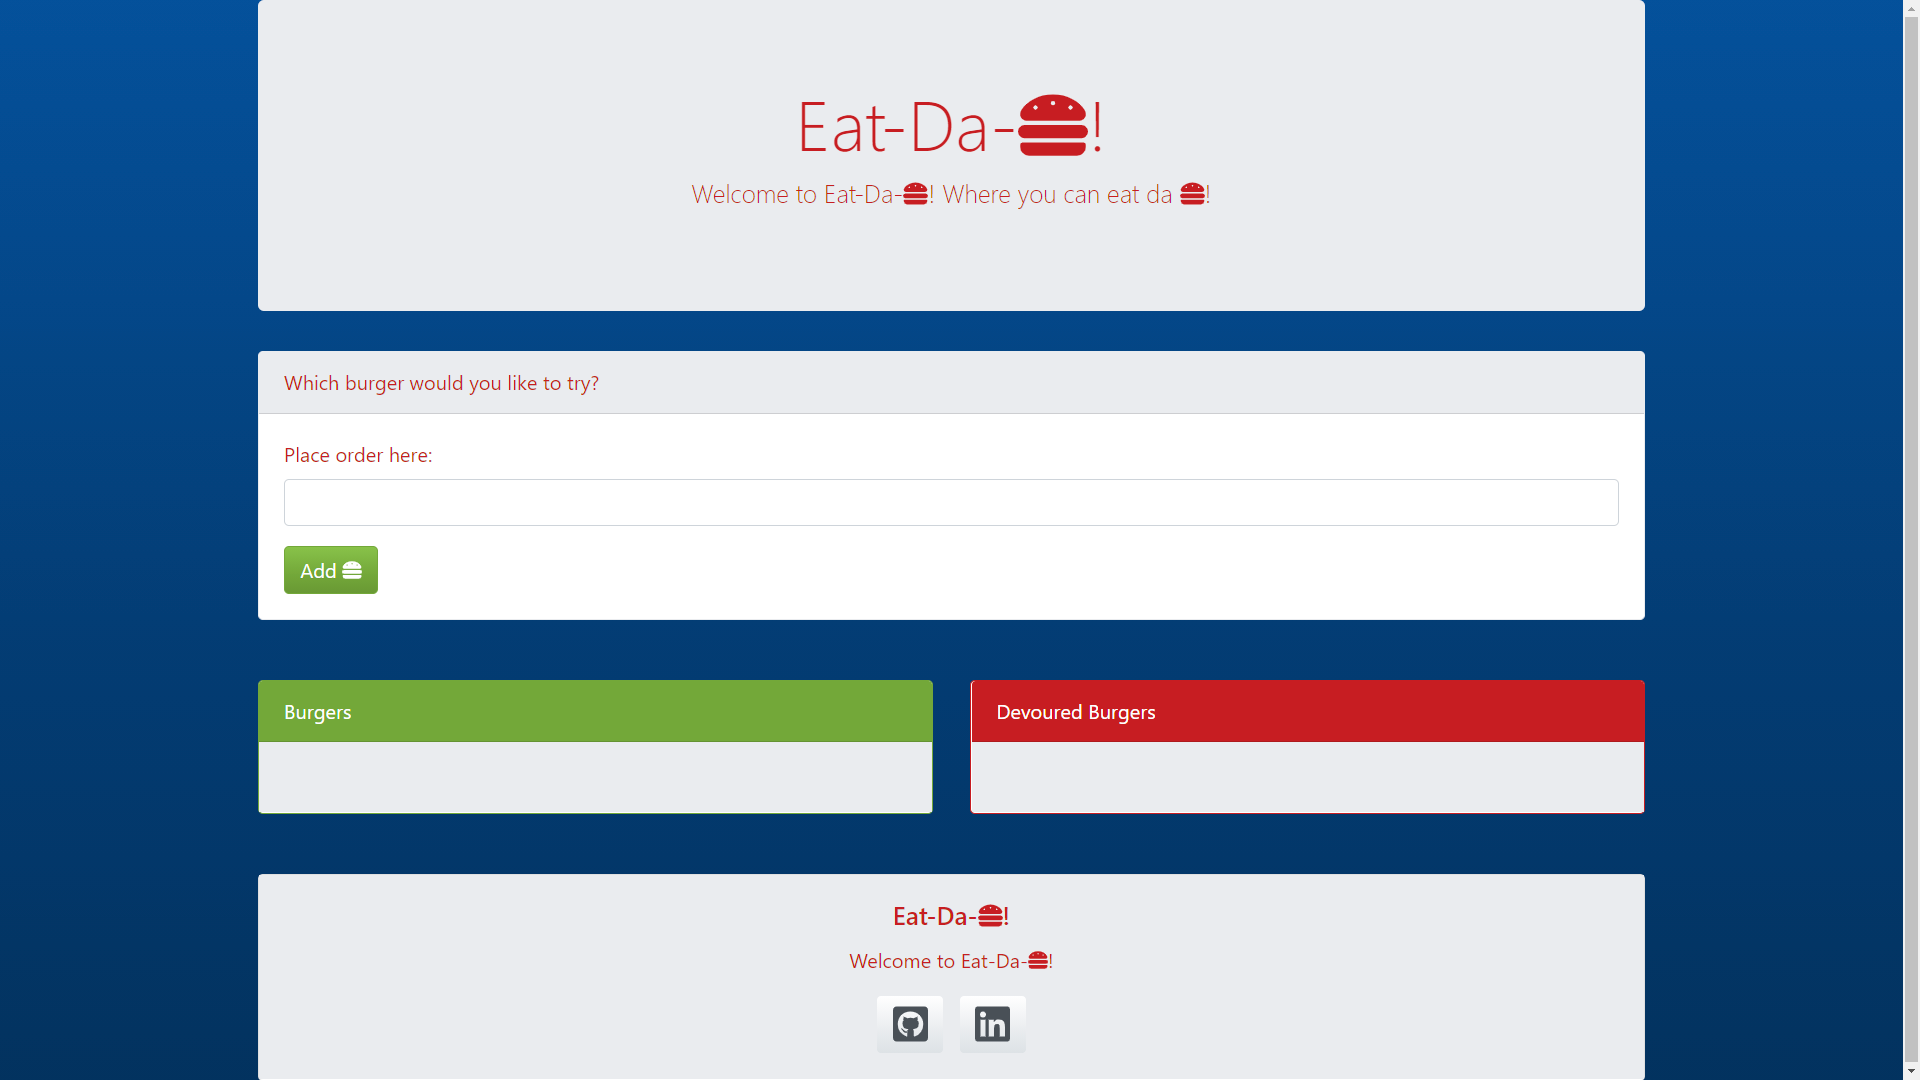 Eat-Da-!
Welcome to Eat-Da-! Where you can eat da !
Which burger would you like to try?
Place order here:
Add
Burgers
Devoured Burgers
Eat-Da-!
Welcome to Eat-Da-!
in